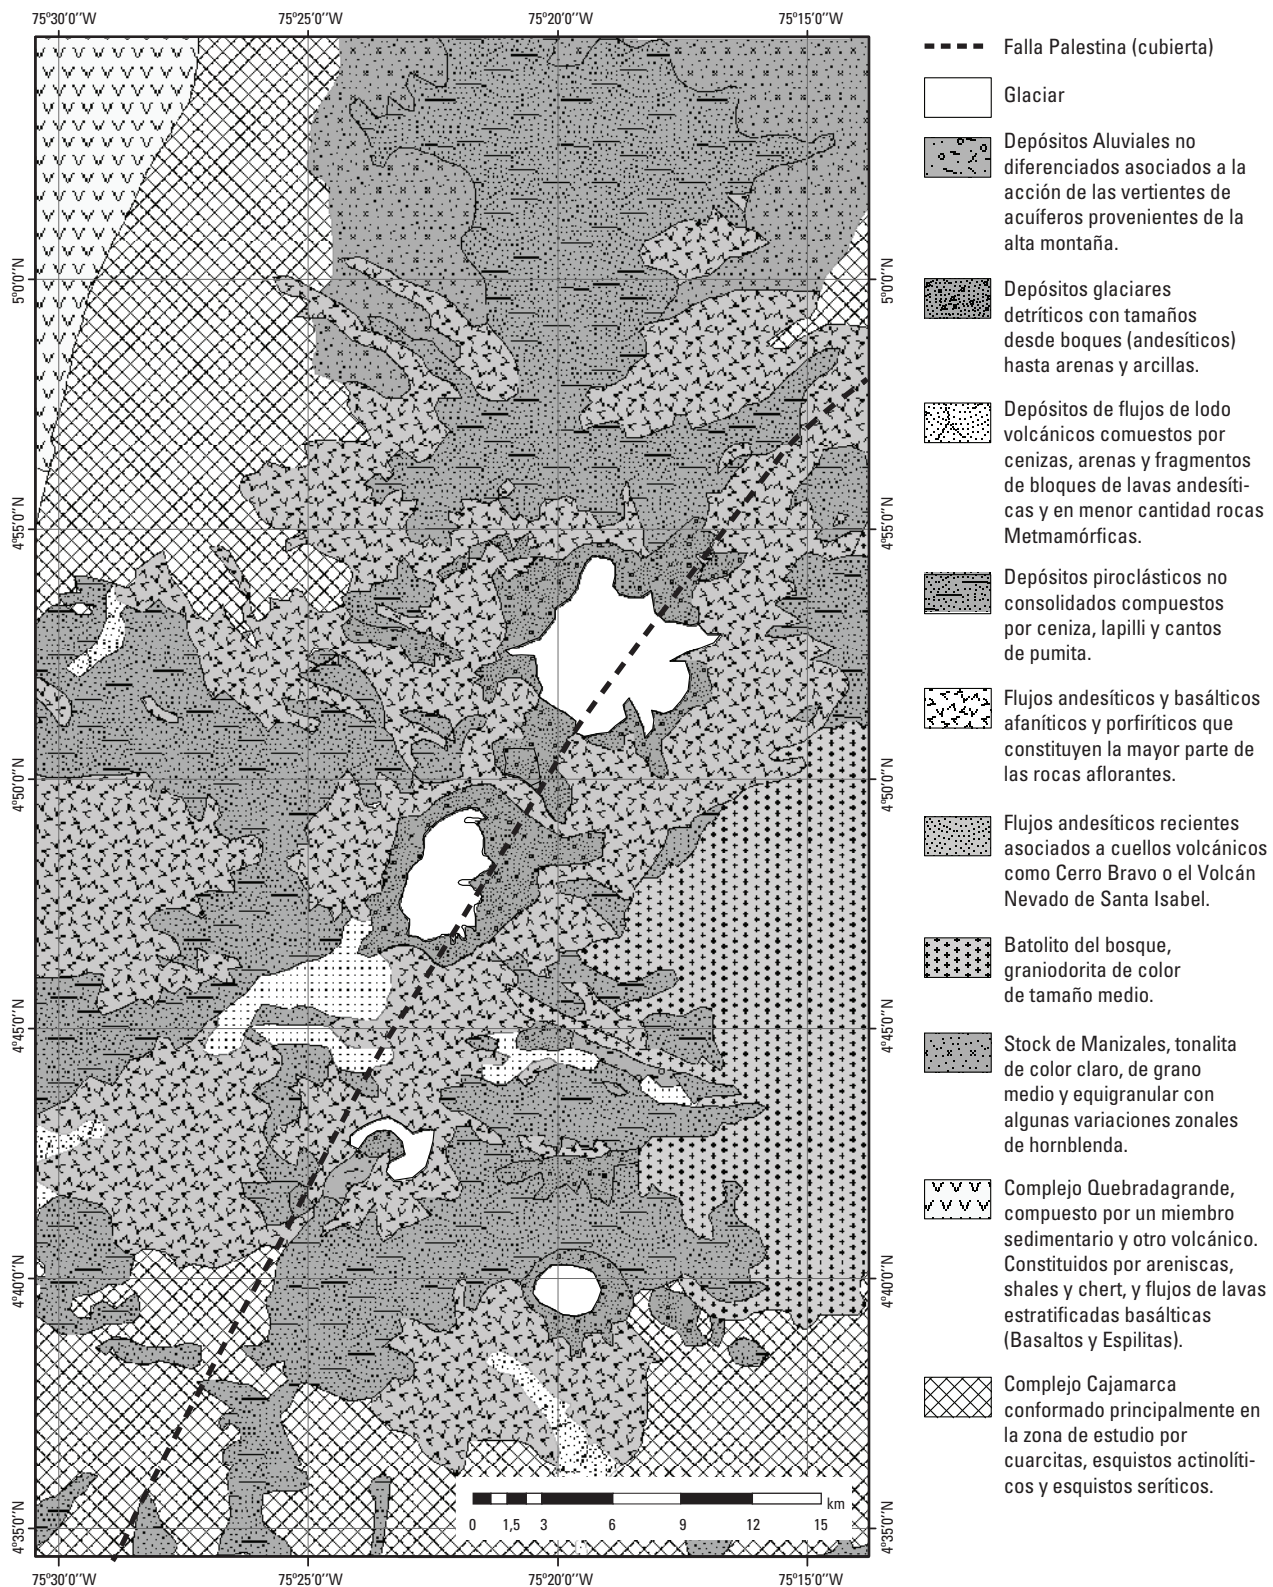 75°30'0''W
75°25'0''W
75°20'0''W
75°15'0''W
5°0'0''N
4°55'0''N
4°50'0''N
4°45'0''N
4°40'0''N
4°35'0''N
5°0'0''N
4°55'0''N
4°50'0''N
4°45'0''N
4°40'0''N
4°35'0''N
km
0 1,5 3 6 9 12 15
75°30'0''W
75°25'0''W
75°20'0''W
75°15'0''W
Falla Palestina (cubierta)
Glaciar
Depósitos Aluviales no
diferenciados asociados a la
acción de las vertientes de
acuíferos provenientes de la
alta montaña.
Depósitos glaciares
detríticos con tamaños
desde boques (andesíticos)
hasta arenas y arcillas.
Depósitos de flujos de lodo
volcánicos comuestos por
cenizas, arenas y fragmentos
de bloques de lavas andesíti-
cas y en menor cantidad rocas
Metmamórficas.
Depósitos piroclásticos no
consolidados compuestos
por ceniza, lapilli y cantos
de pumita.
Flujos andesíticos y basálticos
afaníticos y porfiríticos que
constituyen la mayor parte de
las rocas aflorantes.
Flujos andesíticos recientes
asociados a cuellos volcánicos
como Cerro Bravo o el Volcán
Nevado de Santa Isabel.
Batolito del bosque,
graniodorita de color
de tamaño medio.
Stock de Manizales, tonalita
de color claro, de grano
medio y equigranular con
algunas variaciones zonales
de hornblenda.
Complejo Quebradagrande,
compuesto por un miembro
sedimentario y otro volcánico.
Constituidos por areniscas,
shales y chert, y flujos de lavas
estratificadas basálticas
(Basaltos y Espilitas).
Complejo Cajamarca
conformado principalmente en
la zona de estudio por
cuarcitas, esquistos actinolíti-
cos y esquistos seríticos.